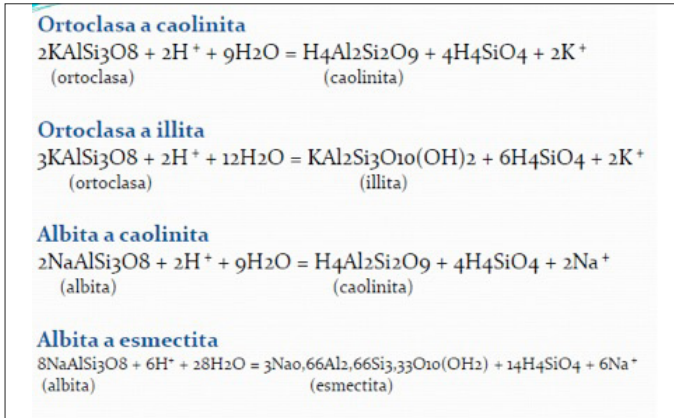 Ortoclasa a caolinita
2KAlSi3O8 + 2H+ + 9H2O = H4Al2Si2O9 + 4H4SiO4 + 2K+
(ortoclasa) (caolinita)
Ortoclasa a illita
3KAlSi3O8 + 2H+ + 12H2O = KAl2Si3O10(OH)2 + 6H4SiO4 + 2K+
(ortoclasa) (illita)
Albita a caolinita
2NaAlSi3O8 + 2H+ + 9H2O = H4Al2Si2O9 + 4H4SiO4 + 2Na+
(albita) (caolinita)
Albita a esmectita
8NaAlSi3O8 + 6H+ + 28H2O = 3Na0,66Al2,66Si3,33O10(OH2) + 14H4SiO4 + 6Na+
(albita) (esmectita)